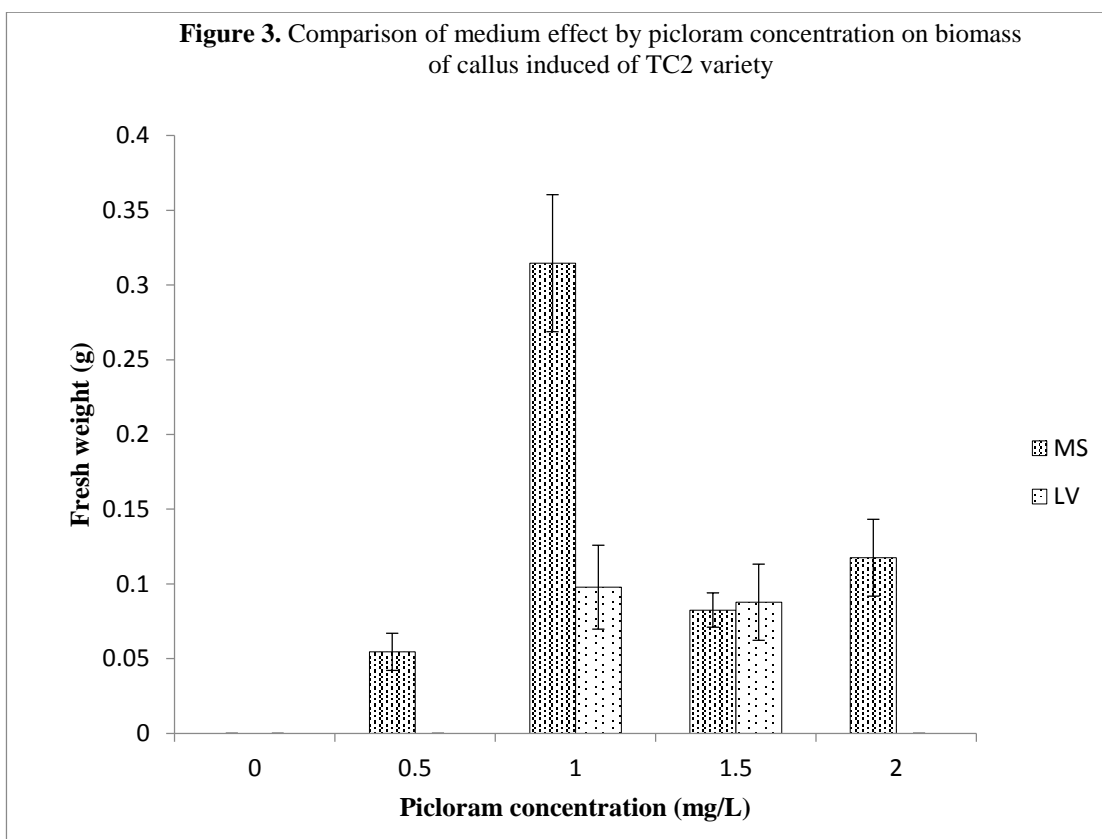 Figure 3. Comparison of medium effect by picloram concentration on biomass
of callus induced of TC2 variety
0.4
0.35
0.3
0.25
0.2
0.15
0.1
0.05
0
Fresh weight (g)
MS
LV
0 0.5 1 1.5 2
Picloram concentration (mg/L)